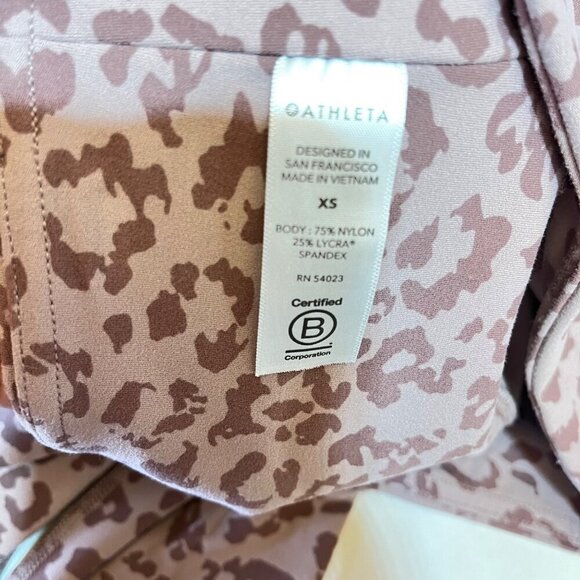 ATHLETA
DESIGNED IN
SAN FRANCISCO
MADE IN VIETNAM
XS
BODY : 75% NYLON
25% LYCRA®
SPANDEX
RN 54023
Certified
B
Corporation